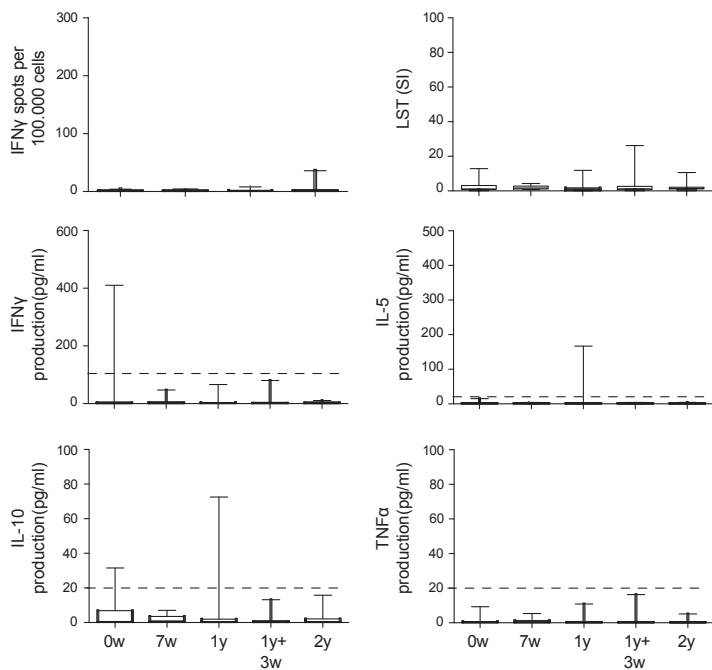 IFNγ spots per
100.000 cells
300
200
100
0
LST (SI)
100
80
60
40
20
0
IFNγ
production(pg/ml)
600
400
200
0
IL-5
production(pg/ml)
500
400
300
200
100
0
IL-10
production(pg/ml)
100
80
60
40
20
0
0w 7w 1y 1y+ 2y
3w
TNFα
production(pg/ml)
100
80
60
40
20
0
0w 7w 1y 1y+ 2y
3w